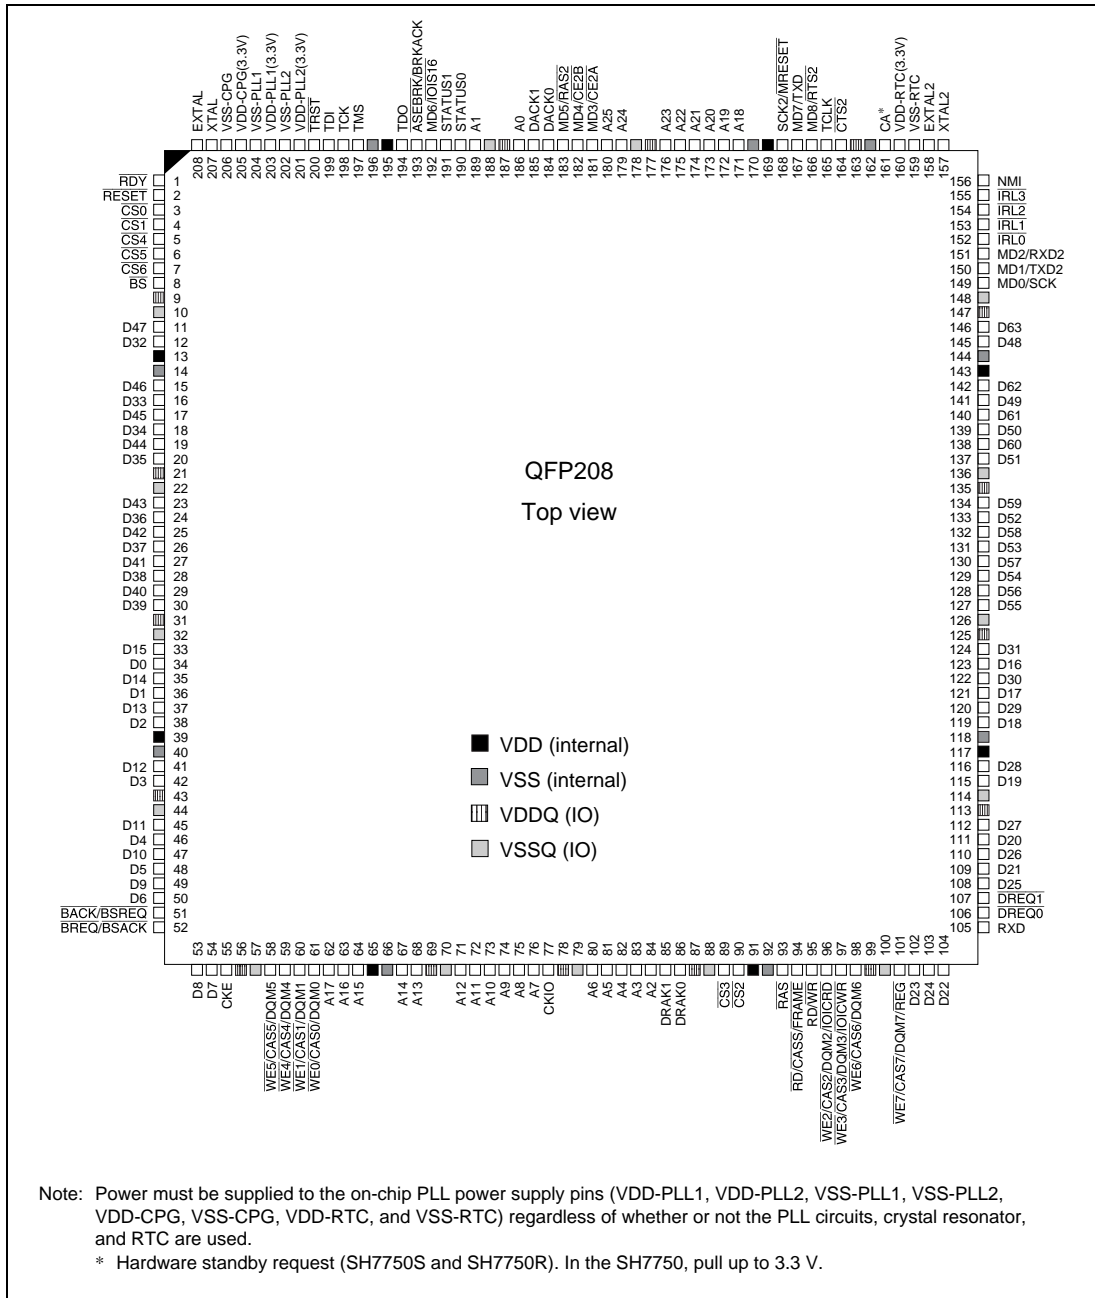 EXTAL
XTAL
VSS-CPG
VDD-CPG(3.3V)
VSS-PLL1
VDD-PLL1(3.3V)
VSS-PLL2
VDD-PLL2(3.3V)
TRST
TDI
TCK
TMS
TDO
ASEBRK/BRKACK
MD6/IOIS16
STATUS1
STATUS0
A1
A0
DACK1
DACK0
MD5/RAS2
MD4/CE2B
MD3/CE2A
A25
A24
A23
A22
A21
A20
A19
A18
SCK2/MRESET
MD7/TXD
MD8/RTS2
TCLK
CTS2
CA*
VDD-RTC(3.3V)
VSS-RTC
EXTAL2
XTAL2
208 207 206 205 204 203 202 201 200 199 198 197 196 195 194 193 192 191 190 189 188 187 186 185 184 183 182 181 180 179 178 177 176 175 174 173 172 171 170 169 168 167 166 165 164 163 162 161 160 159 158 157
RDY 1
RESET 2
CS0 3
CS1 4
CS4 5
CS5 6
CS6 7
BS 8
9
10
D47 11
D32 12
13
14
D46 15
D33 16
D45 17
D34 18
D44 19
D35 20
21
22
D43 23
D36 24
D42 25
D37 26
D41 27
D38 28
D40 29
D39 30
31
32
D15 33
D0 34
D14 35
D1 36
D13 37
D2 38
39
40
D12 41
D3 42
43
44
D11 45
D4 46
D10 47
D5 48
D9 49
D6 50
BACK/BSREQ 51
BREQ/BSACK 52
QFP208
Top view
VDD (internal)
VSS (internal)
VDDQ (IO)
VSSQ (IO)
156 NMI
155 IRL3
154 IRL2
153 IRL1
152 IRL0
151 MD2/RXD2
150 MD1/TXD2
149 MD0/SCK
148
147
146 D63
145 D48
144
143
142 D62
141 D49
140 D61
139 D50
138 D60
137 D51
136
135
134 D59
133 D52
132 D58
131 D53
130 D57
129 D54
128 D56
127 D55
126
125
124 D31
123 D16
122 D30
121 D17
120 D29
119 D18
118
117
116 D28
115 D19
114
113
112 D27
111 D20
110 D26
109 D21
108 D25
107 DREQ1
106 DREQ0
105 RXD
53 54 55 56 57 58 59 60 61 62 63 64 65 66 67 68 69 70 71 72 73 74 75 76 77 78 79 80 81 82 83 84 85 86 87 88 89 90 91 92 93 94 95 96 97 98 99 100 101 102 103 104
D8
D7
CKE
WE5/CAS5/DQM5
WE4/CAS4/DQM4
WE1/CAS1/DQM1
WE0/CAS0/DQM0
A17
A16
A15
A14
A13
A12
A11
A10
A9
A8
A7
CKIO
A6
A5
A4
A3
A2
DRAK1
DRAK0
CS3
CS2
RAS
RD/CASS/FRAME
RD/WR
WE2/CAS2/DQM2/IOICRD
WE3/CAS3/DQM3/IOICWR
WE6/CAS6/DQM6
WE7/CAS7/DQM7/REG
D23
D24
D22
Note: Power must be supplied to the on-chip PLL power supply pins (VDD-PLL1, VDD-PLL2, VSS-PLL1, VSS-PLL2,
VDD-CPG, VSS-CPG, VDD-RTC, and VSS-RTC) regardless of whether or not the PLL circuits, crystal resonator,
and RTC are used.
* Hardware standby request (SH7750S and SH7750R). In the SH7750, pull up to 3.3 V.